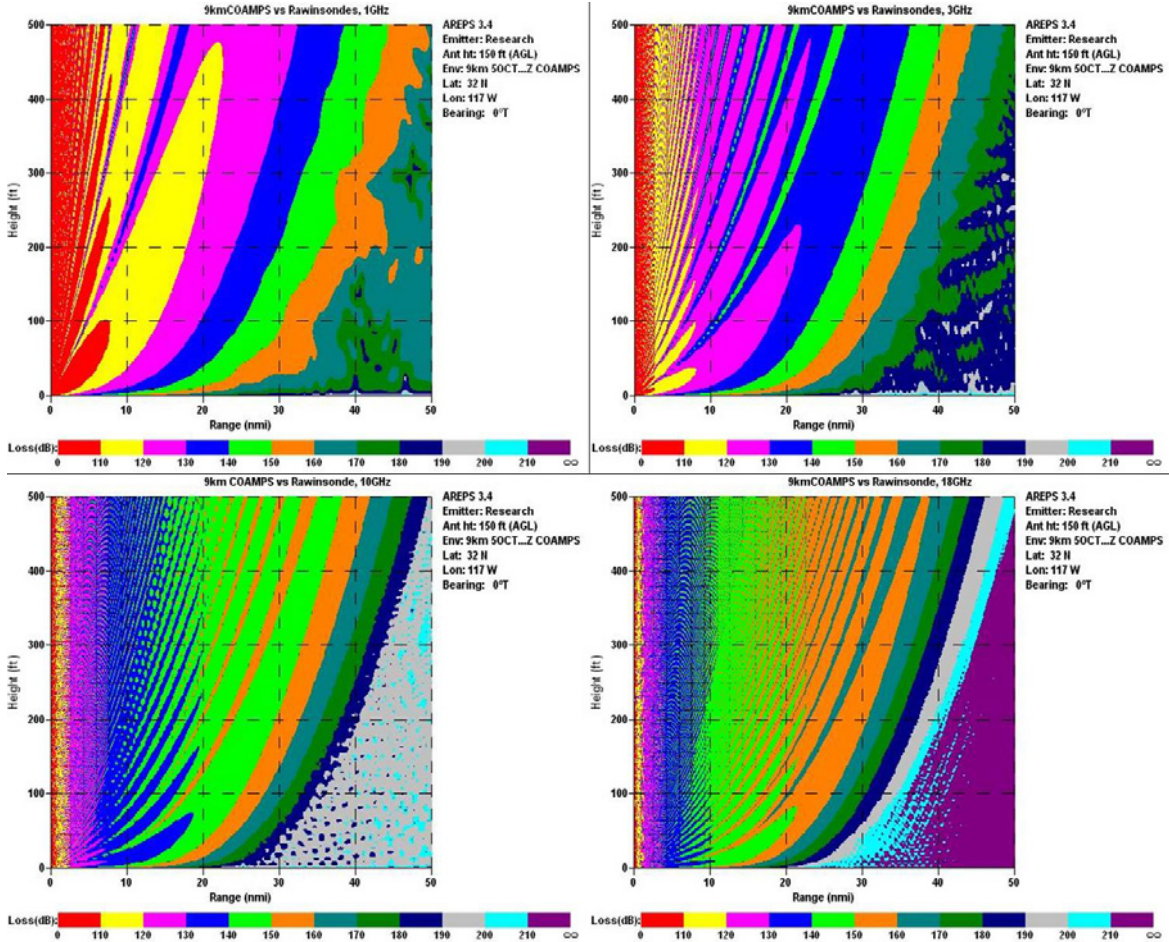 9kmCOAMPS vs Rawinsondes, 1GHz
AREPS 3.4
Emitter: Research
Ant ht: 150 ft (AGL)
Env: 9km 5OCT...Z COAMPS
Lat: 32 N
Lon: 117 W
Bearing: 0°T
Height (ft)
500
400
300
200
100
0
0 10 20 30 40 50
Range (nmi)
Loss(dB):
0 110 120 130 140 150 160 170 180 190 200 210 ∞
9kmCOAMPS vs Rawinsondes, 3GHz
AREPS 3.4
Emitter: Research
Ant ht: 150 ft (AGL)
Env: 9km 5OCT...Z COAMPS
Lat: 32 N
Lon: 117 W
Bearing: 0°T
Height (ft)
500
400
300
200
100
0
0 10 20 30 40 50
Range (nmi)
Loss(dB):
0 110 120 130 140 150 160 170 180 190 200 210 ∞
9km COAMPS vs Rawinsonde, 10GHz
AREPS 3.4
Emitter: Research
Ant ht: 150 ft (AGL)
Env: 9km 5OCT...Z COAMPS
Lat: 32 N
Lon: 117 W
Bearing: 0°T
Height (ft)
500
400
300
200
100
0
0 10 20 30 40 50
Range (nmi)
Loss(dB):
0 110 120 130 140 150 160 170 180 190 200 210 ∞
9kmCOAMPS vs Rawinsonde, 18GHz
AREPS 3.4
Emitter: Research
Ant ht: 150 ft (AGL)
Env: 9km 5OCT...Z COAMPS
Lat: 32 N
Lon: 117 W
Bearing: 0°T
Height (ft)
500
400
300
200
100
0
0 10 20 30 40 50
Range (nmi)
Loss(dB):
0 110 120 130 140 150 160 170 180 190 200 210 ∞